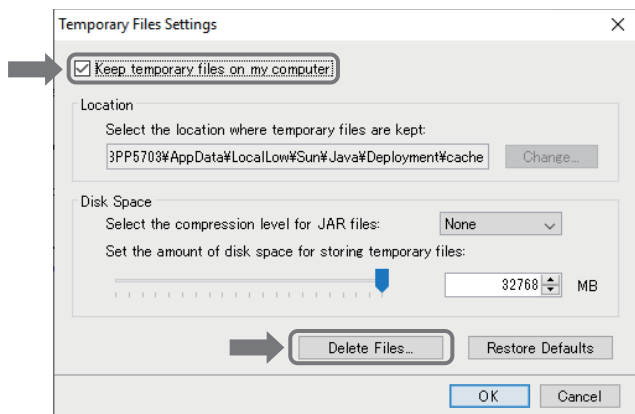 Temporary Files Settings
Keep temporary files on my computer
Location
Select the location where temporary files are kept:
3PP5703¥AppData¥LocalLow¥Sun¥Java¥Deployment¥cache
Change...
Disk Space
Select the compression level for JAR files:
None
Set the amount of disk space for storing temporary files:
32768 MB
Delete Files...
Restore Defaults
OK
Cancel